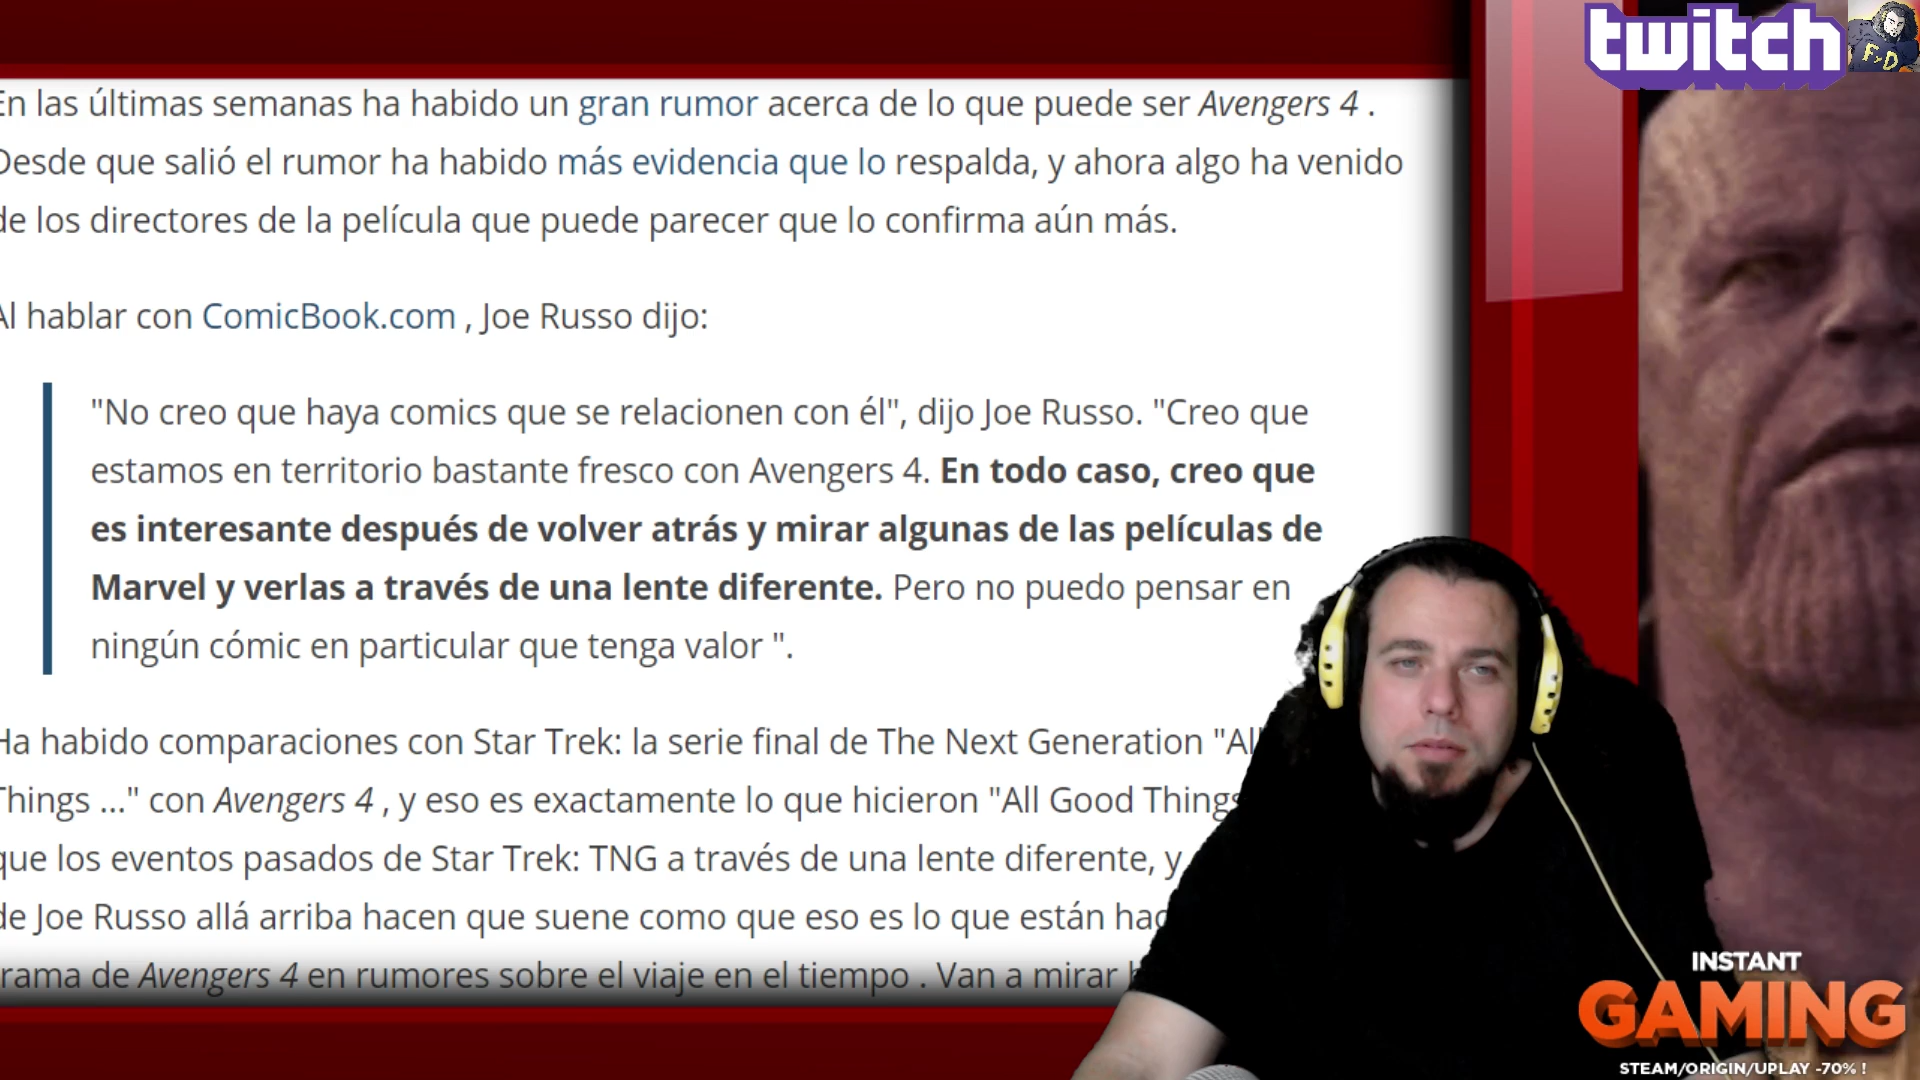 En las últimas semanas ha habido un gran rumor acerca de lo que puede ser Avengers 4 .
Desde que salió el rumor ha habido más evidencia que lo respalda, y ahora algo ha venido
de los directores de la película que puede parecer que lo confirma aún más.
Al hablar con ComicBook.com , Joe Russo dijo:
"No creo que haya comics que se relacionen con él", dijo Joe Russo. "Creo que
estamos en territorio bastante fresco con Avengers 4. En todo caso, creo que
es interesante después de volver atrás y mirar algunas de las películas de
Marvel y verlas a través de una lente diferente. Pero no puedo pensar en
ningún cómic en particular que tenga valor ".
Ha habido comparaciones con Star Trek: la serie final de The Next Generation "All
Things ..." con Avengers 4 , y eso es exactamente lo que hicieron "All Good Things
que los eventos pasados de Star Trek: TNG a través de una lente diferente, y
de Joe Russo allá arriba hacen que suene como que eso es lo que están
trama de Avengers 4 en rumores sobre el viaje en el tiempo . Van a mirar
twitch
F,D
INSTANT
GAMING
STEAM/ORIGIN/UPLAY -70% !